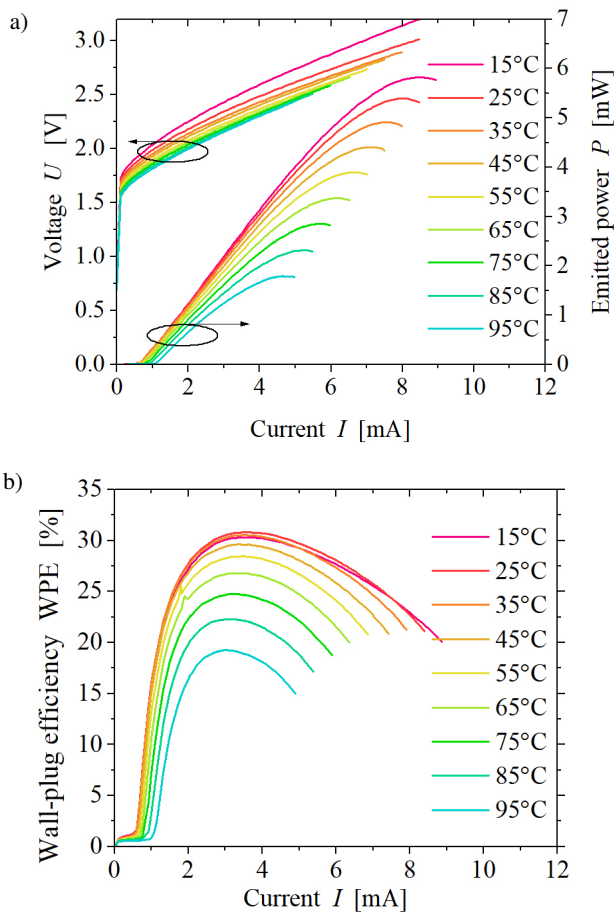 a)
Voltage U [V]
3.0
2.5
2.0
1.5
1.0
0.5
0.0
7
6
5
4
3
2
1
0
Emitted power P [mW]
15°C
25°C
35°C
45°C
55°C
65°C
75°C
85°C
95°C
0 2 4 6 8 10 12
Current I [mA]
b)
Wall-plug efficiency WPE [%]
35
30
25
20
15
10
5
0
15°C
25°C
35°C
45°C
55°C
65°C
75°C
85°C
95°C
0 2 4 6 8 10 12
Current I [mA]